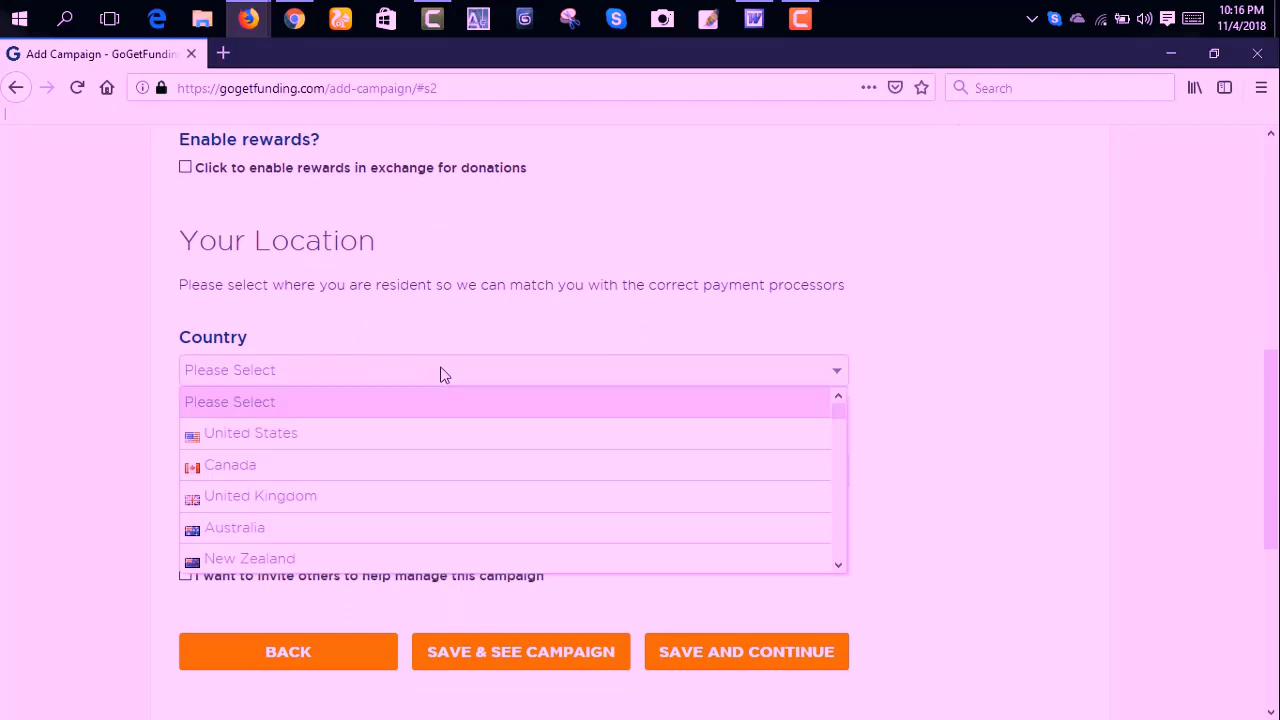 10:16 PM
11/4/2018
Add Campaign - GoGetFundin
https://gogetfunding.com/add-campaign/#s2
Search
Enable rewards?
Click to enable rewards in exchange for donations
Your Location
Please select where you are resident so we can match you with the correct payment processors
Country
Please Select
Please Select
United States
Canada
United Kingdom
Australia
New Zealand
I want to invite others to help manage this campaign
BACK
SAVE & SEE CAMPAIGN
SAVE AND CONTINUE